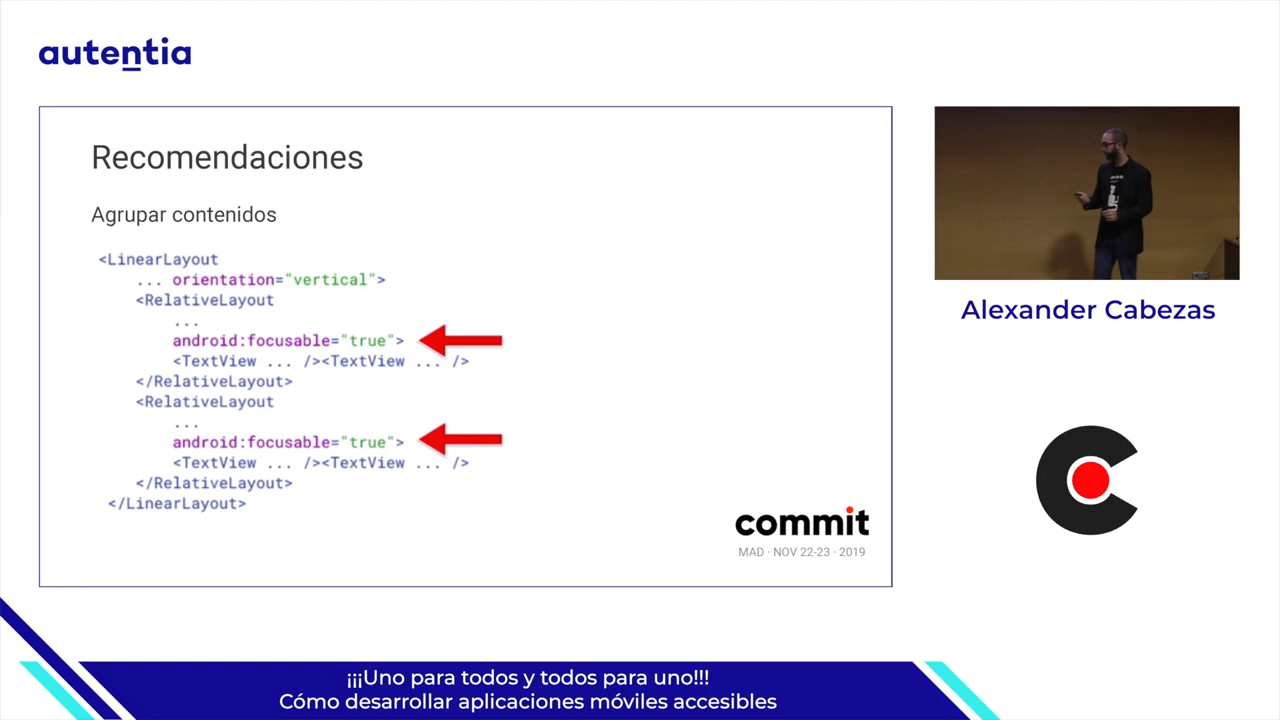 autentia
Recomendaciones
Agrupar contenidos
<LinearLayout
... orientation="vertical">
<RelativeLayout
...
android:focusable="true">
<TextView ... /><TextView ... />
</RelativeLayout>
<RelativeLayout
...
android:focusable="true">
<TextView ... /><TextView ... />
</RelativeLayout>
</LinearLayout>
commit
MAD · NOV 22-23 · 2019
Alexander Cabezas
¡¡¡Uno para todos y todos para uno!!!
Cómo desarrollar aplicaciones móviles accesibles